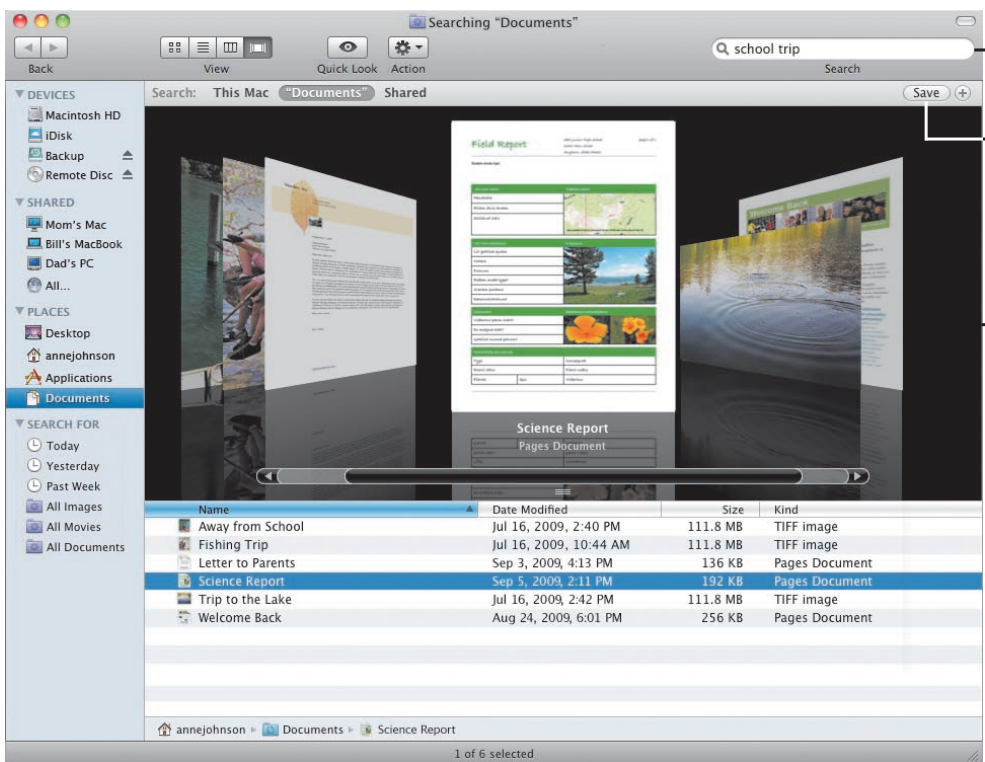 Searching “Documents”
school trip
Back View Quick Look Action Search
Search: This Mac “Documents” Shared Save
DEVICES
Macintosh HD
iDisk
Backup
Remote Disc
SHARED
Mom's Mac
Bill's MacBook
Dad's PC
All...
PLACES
Desktop
annejohnson
Applications
Documents
SEARCH FOR
Today
Yesterday
Past Week
All Images
All Movies
All Documents
Field Report
Welcome Back
Science Report
Pages Document
Name Date Modified Size Kind
Away from School Jul 16, 2009, 2:40 PM 111.8 MB TIFF image
Fishing Trip Jul 16, 2009, 10:44 AM 111.8 MB TIFF image
Letter to Parents Sep 3, 2009, 4:13 PM 136 KB Pages Document
Science Report Sep 5, 2009, 2:11 PM 192 KB Pages Document
Trip to the Lake Jul 16, 2009, 2:42 PM 111.8 MB TIFF image
Welcome Back Aug 24, 2009, 6:01 PM 256 KB Pages Document
annejohnson Documents Science Report
1 of 6 selected